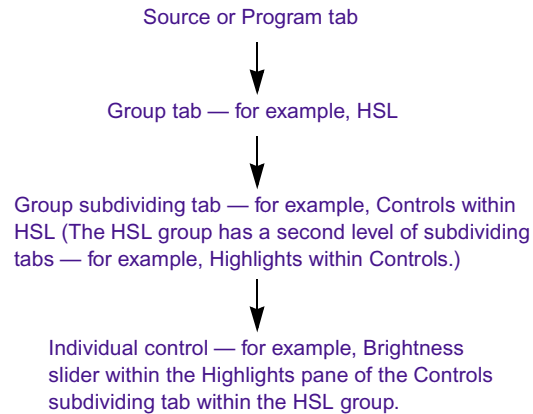 Source or Program tab
Group tab — for example, HSL
Group subdividing tab — for example, Controls within
HSL (The HSL group has a second level of subdividing
tabs — for example, Highlights within Controls.)
Individual control — for example, Brightness
slider within the Highlights pane of the Controls
subdividing tab within the HSL group.